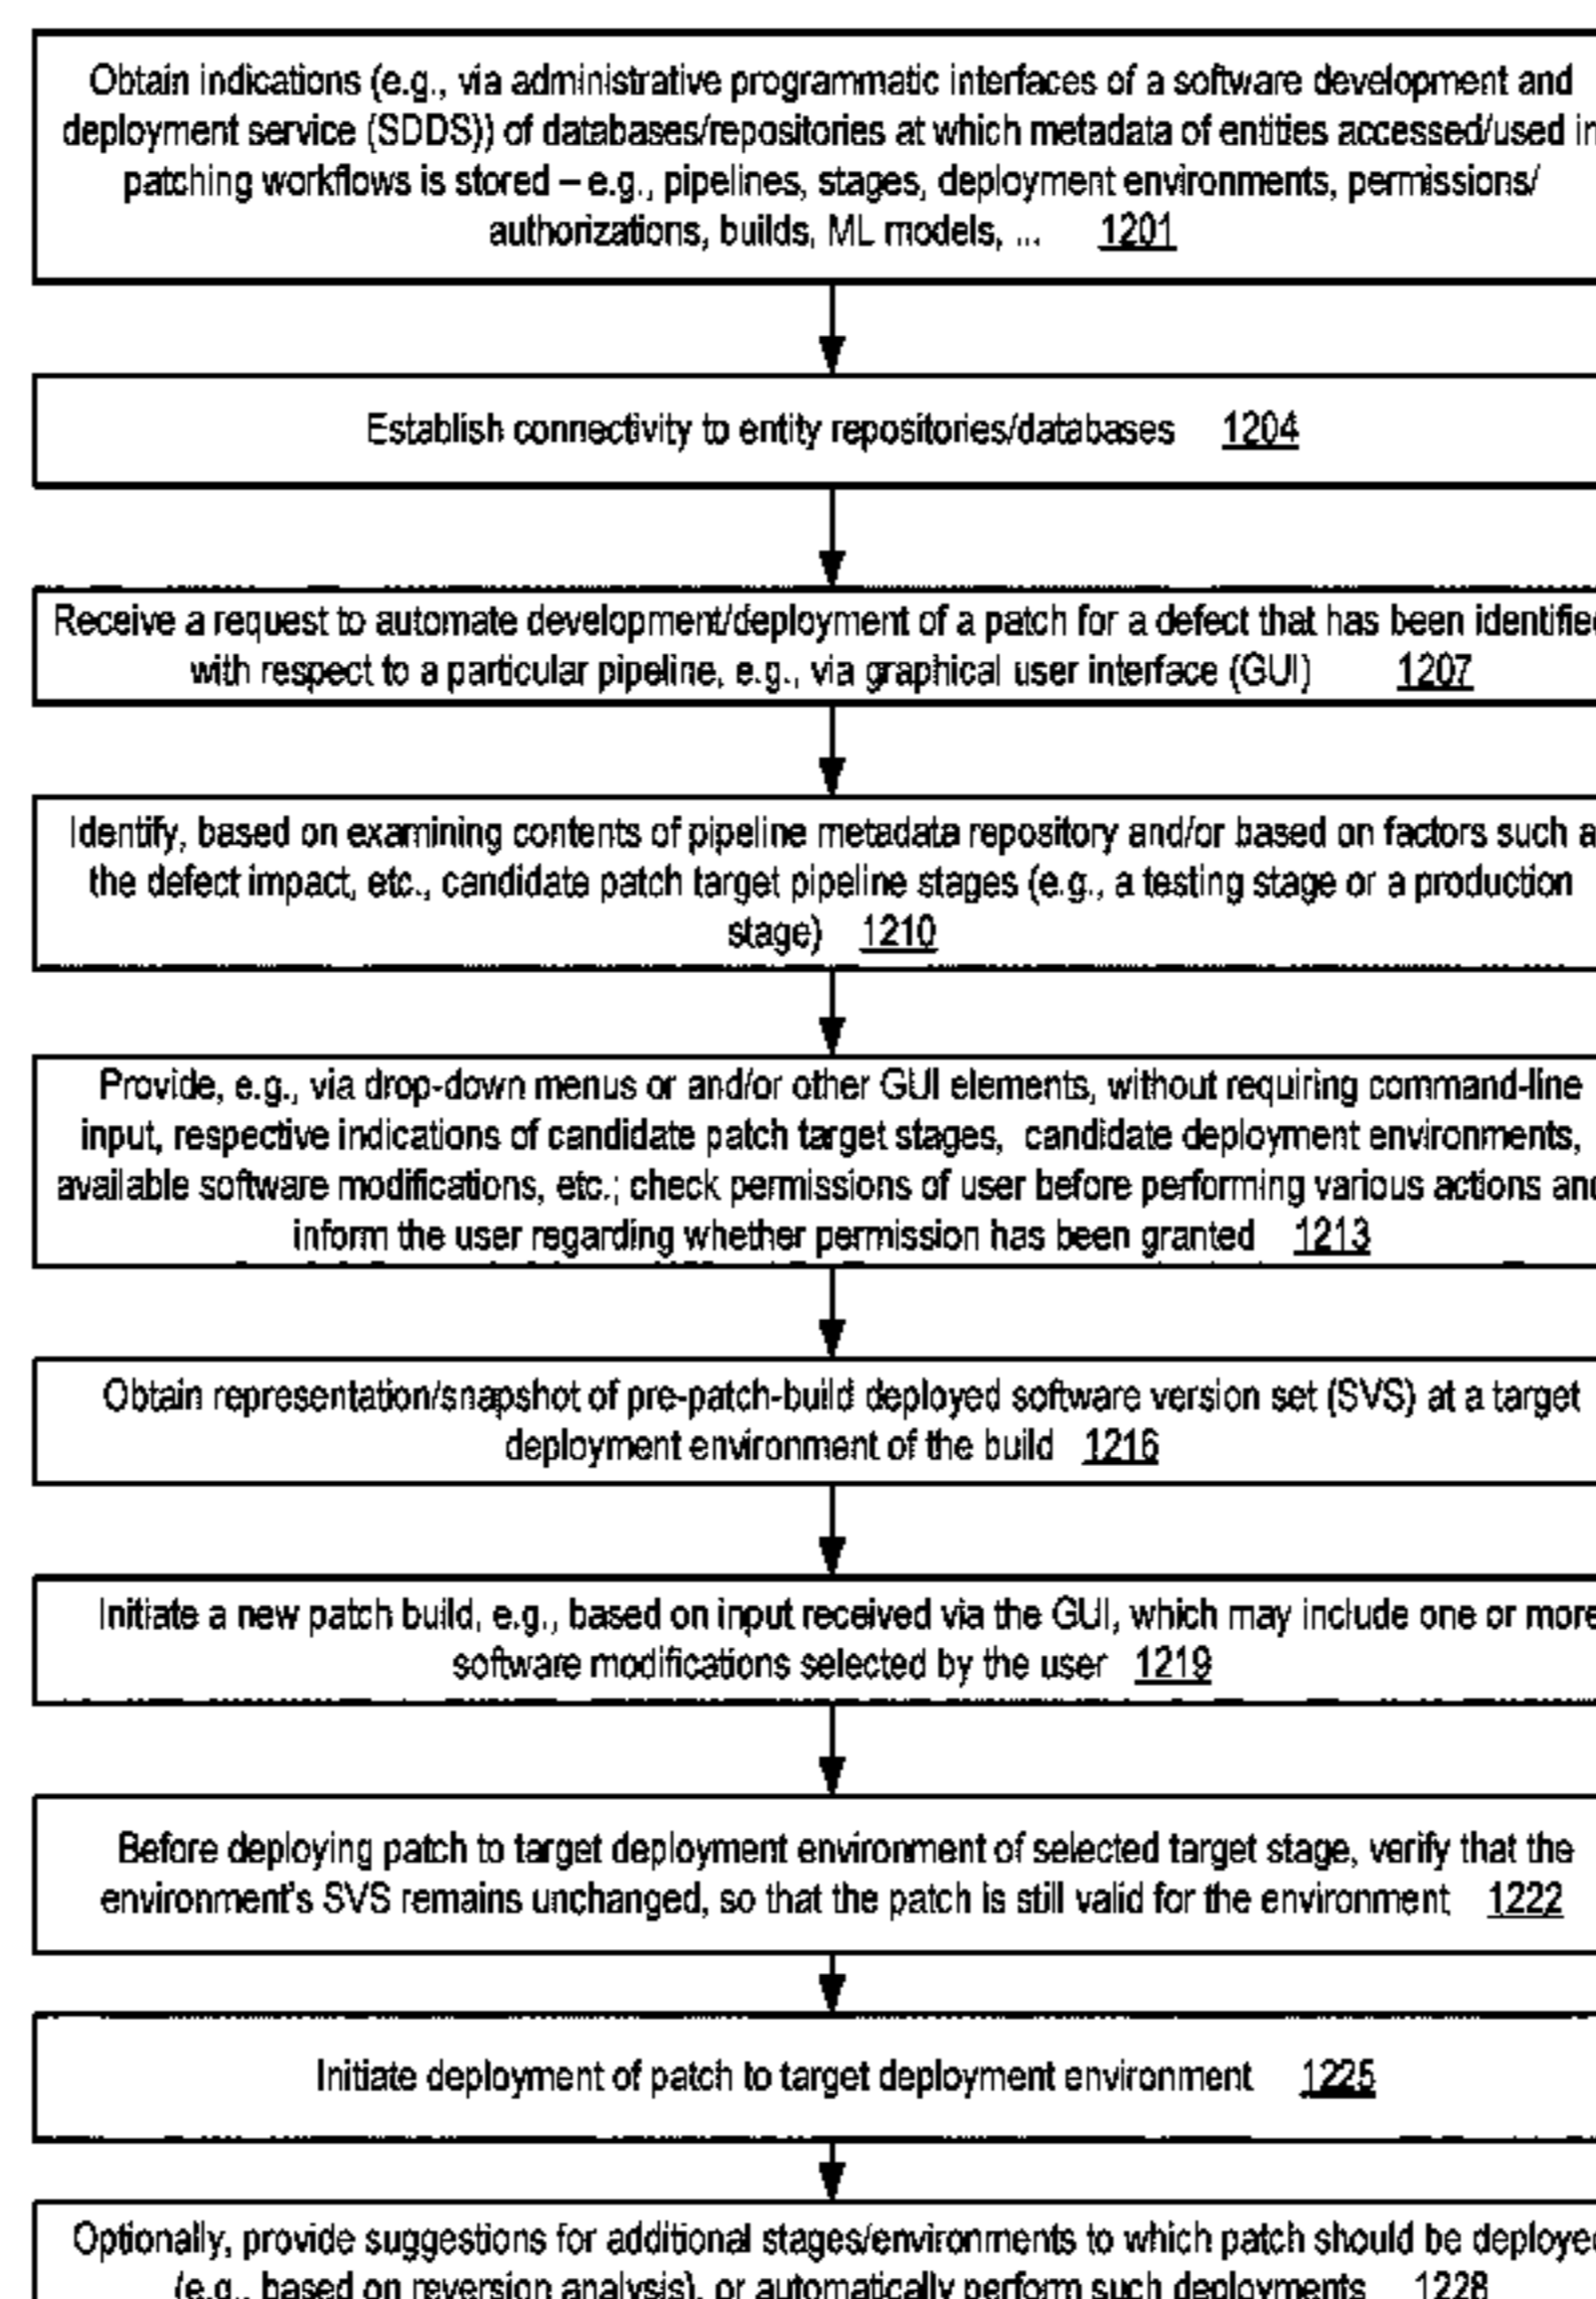 Obtain indications (e.g., via administrative programmatic interfaces of a software development and
deployment service (SDDS)) of databases/repositories at which metadata of entities accessed/used in
patching workflows is stored – e.g., pipelines, stages, deployment environments, permissions/
authorizations, builds, ML models, ... 1201
Establish connectivity to entity repositories/databases 1204
Receive a request to automate development/deployment of a patch for a defect that has been identified
with respect to a particular pipeline, e.g., via graphical user interface (GUI) 1207
Identify, based on examining contents of pipeline metadata repository and/or based on factors such a
the defect impact, etc., candidate patch target pipeline stages (e.g., a testing stage or a production
stage) 1210
Provide, e.g., via drop-down menus or and/or other GUI elements, without requiring command-line
input, respective indications of candidate patch target stages, candidate deployment environments,
available software modifications, etc.; check permissions of user before performing various actions and
inform the user regarding whether permission has been granted 1213
Obtain representation/snapshot of pre-patch-build deployed software version set (SVS) at a target
deployment environment of the build 1216
Initiate a new patch build, e.g., based on input received via the GUI, which may include one or more
software modifications selected by the user 1219
Before deploying patch to target deployment environment of selected target stage, verify that the
environment's SVS remains unchanged, so that the patch is still valid for the environment 1222
Initiate deployment of patch to target deployment environment 1225
Optionally, provide suggestions for additional stages/environments to which patch should be deployed
(e.g., based on reversion analysis), or automatically perform such deployments 1228